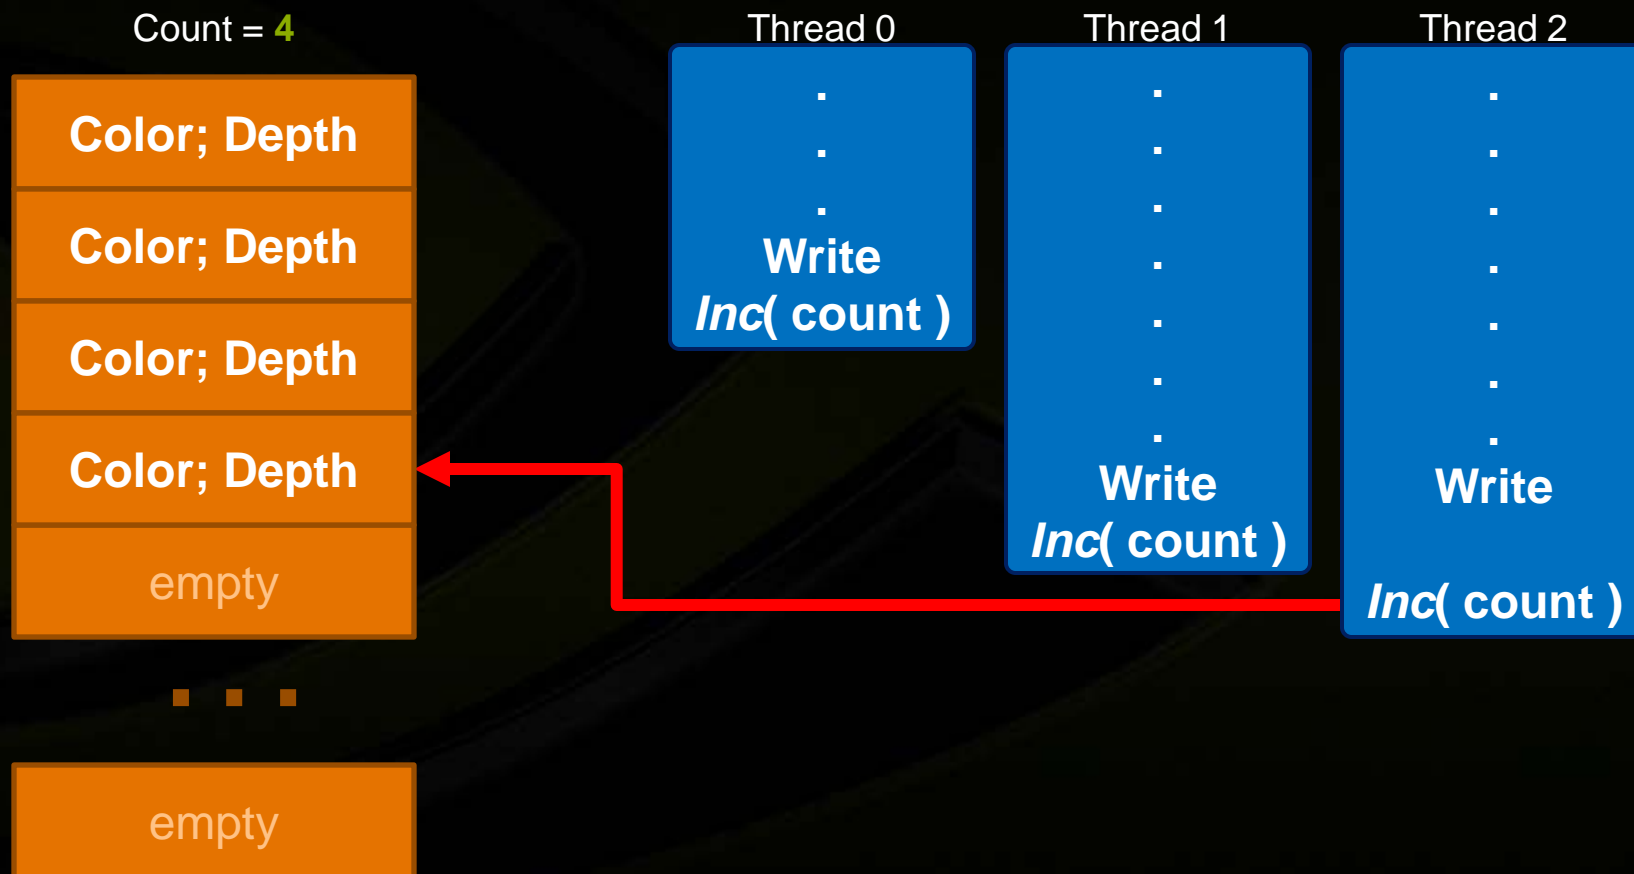 Count = 4
Color; Depth
Color; Depth
Color; Depth
Color; Depth
empty
. . .
empty
Thread 0
.
.
.
Write
Inc( count )
Thread 1
.
.
.
.
.
.
.
Write
Inc( count )
Thread 2
.
.
.
.
.
.
.
Write
Inc( count )